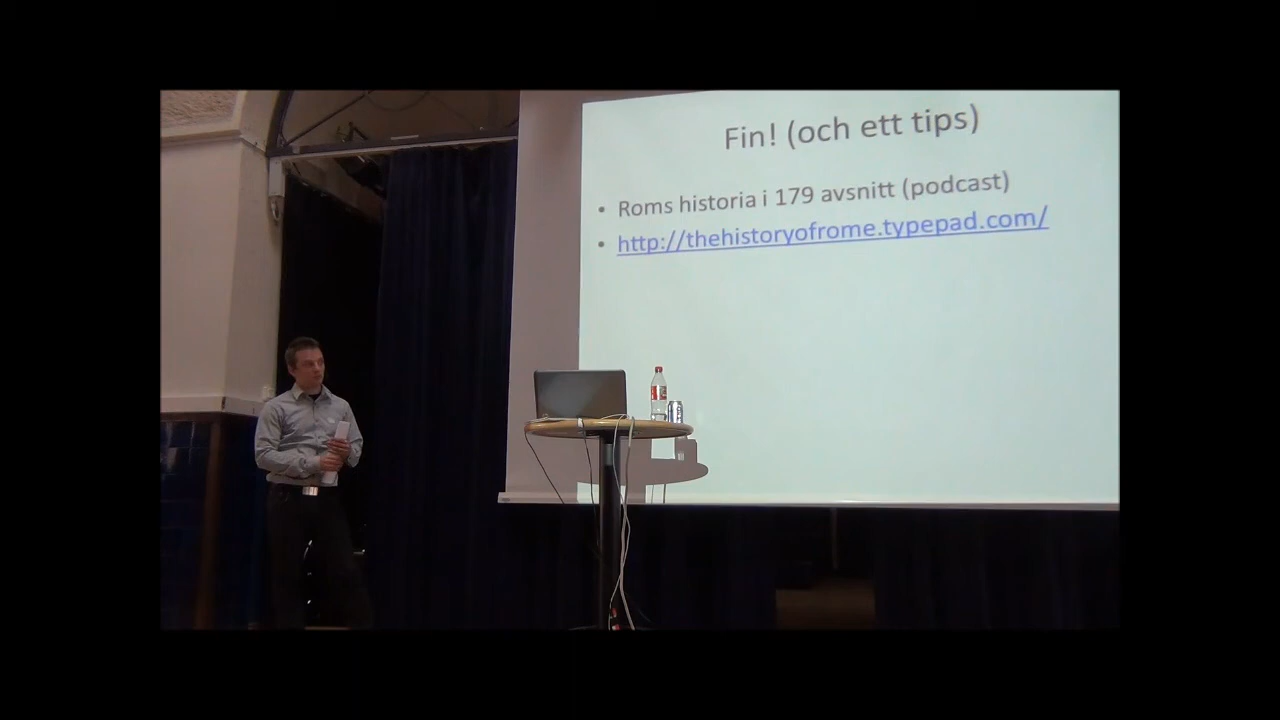 Fin! (och ett tips)
• Roms historia i 179 avsnitt (podcast)
• http://thehistoryofrome.typepad.com/